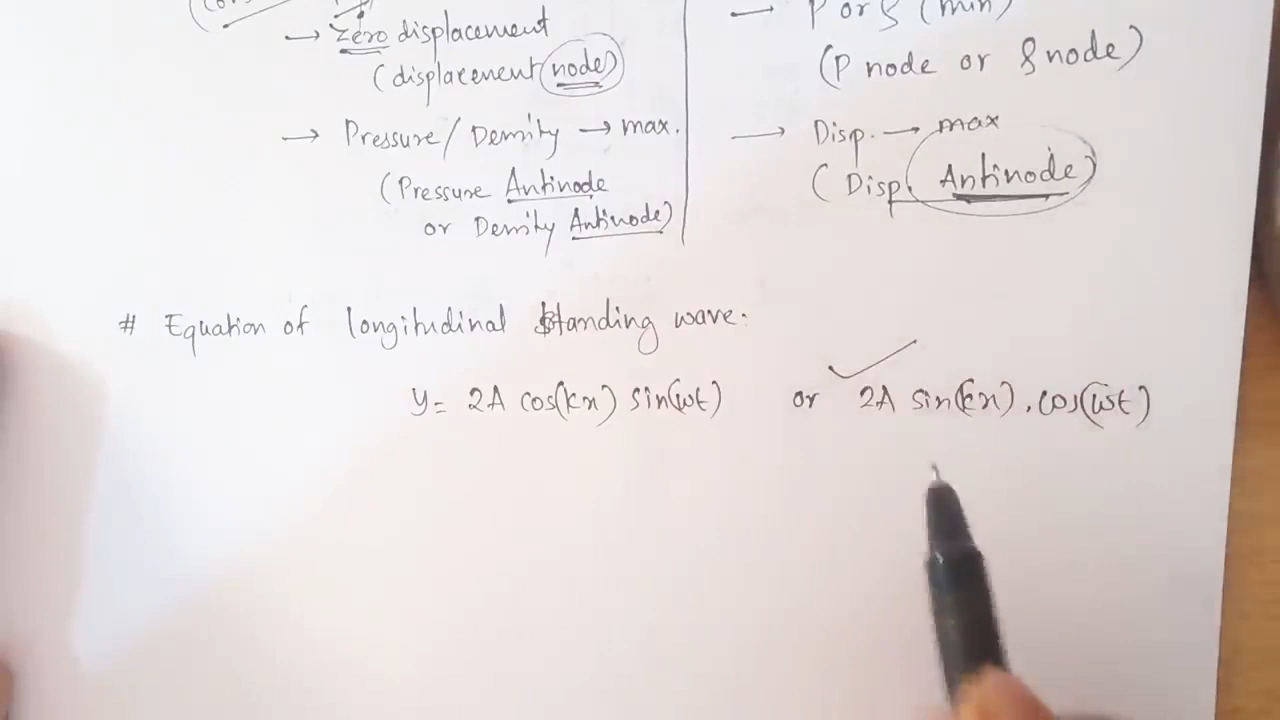 → Zero displacement
(displacement node)
→ Pressure/Density → max.
(Pressure Antinode
or Density Antinode)
→ P or ρ (min)
(P node or ρ node)
→ Disp. → max
(Disp. Antinode)
# Equation of longitudinal standing wave:
y= 2A cos(kx) sin(ωt) or 2A sin(kx).cos(ωt)